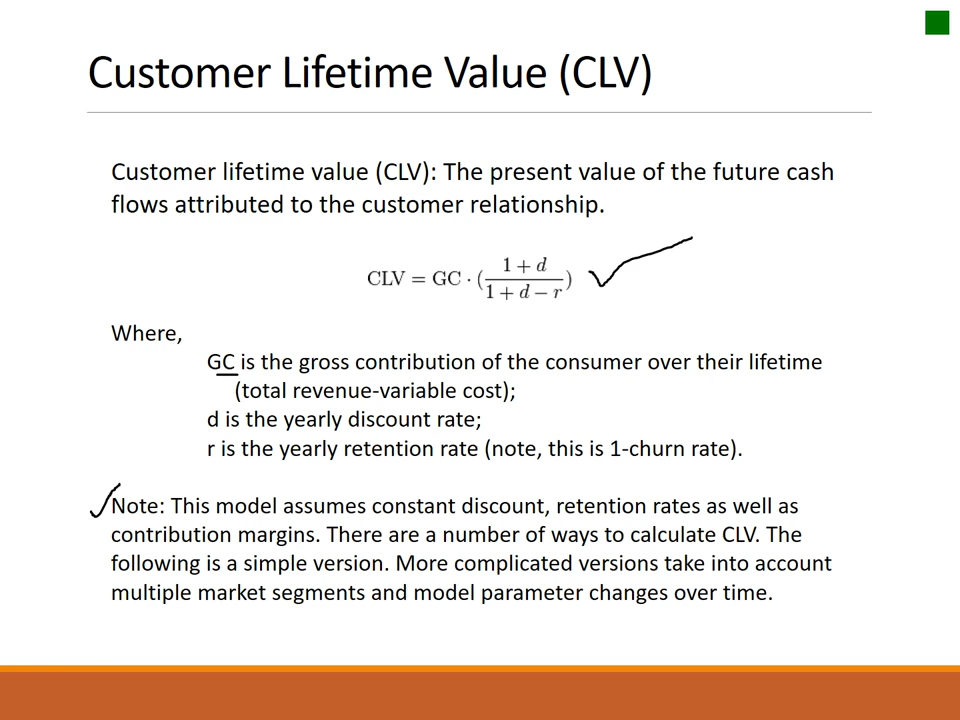 Customer Lifetime Value (CLV)
Customer lifetime value (CLV): The present value of the future cash
flows attributed to the customer relationship.
CLV = GC · (\frac{1 + d}{1 + d − r})
Where,
GC is the gross contribution of the consumer over their lifetime
(total revenue-variable cost);
d is the yearly discount rate;
r is the yearly retention rate (note, this is 1-churn rate).
Note: This model assumes constant discount, retention rates as well as
contribution margins. There are a number of ways to calculate CLV. The
following is a simple version. More complicated versions take into account
multiple market segments and model parameter changes over time.